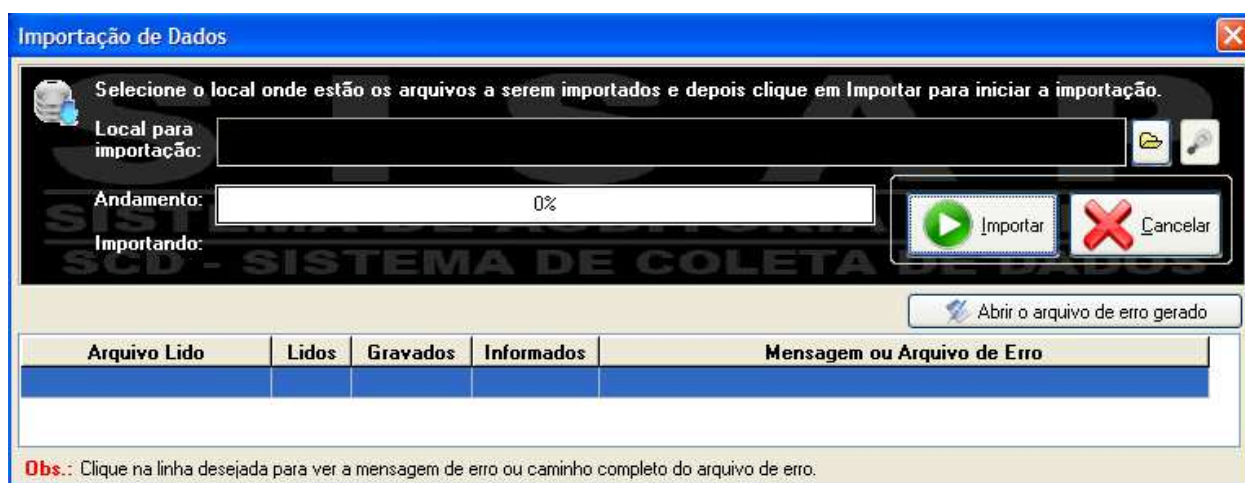 Importação de Dados
Selecione o local onde estão os arquivos a serem importados e depois clique em Importar para iniciar a importação.
Local para
importação:
Andamento: 0%
Importar Cancelar
Importando:
SISAP
SISTEMA DE AUDITORIA
SCD - SISTEMA DE COLETA DE DADOS
Abrir o arquivo de erro gerado
Arquivo Lido Lidos Gravados Informados Mensagem ou Arquivo de Erro
Obs.: Clique na linha desejada para ver a mensagem de erro ou caminho completo do arquivo de erro.